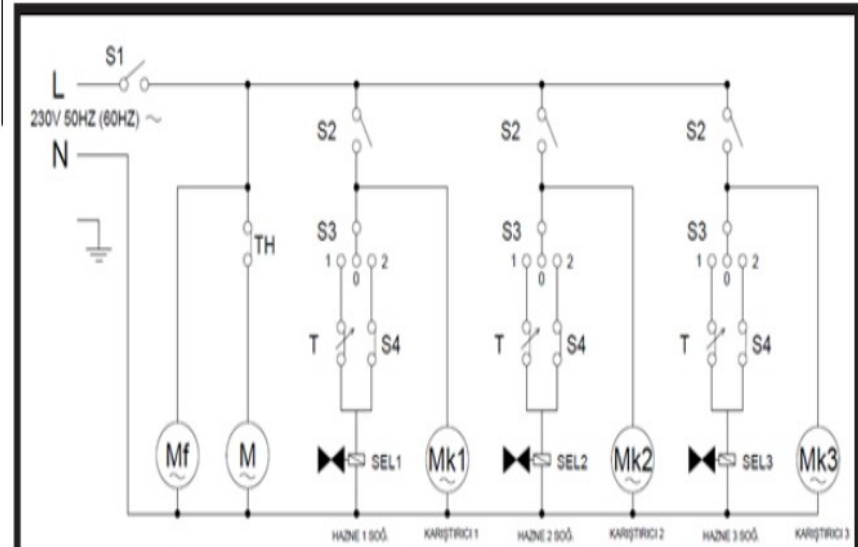 S1
L
230V 50HZ (60HZ) ~
N
S2 S2 S2
TH
S3 S3 S3
1 0 2 1 0 2 1 0 2
T S4 T S4 T S4
Mf M SEL1 Mk1 SEL2 Mk2 SEL3 Mk3
HAZNE 1 SOĞ. KARIŞTIRICI 1 HAZNE 2 SOĞ. KARIŞTIRICI 2 HAZNE 3 SOĞ. KARIŞTIRICI 3